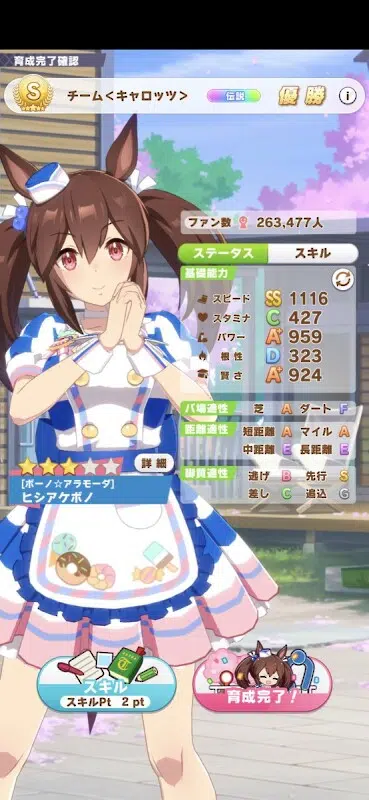 育成完了確認
S
チーム<キャロッツ>
伝説
優勝
i
ファン数 263,477人
ステータス スキル
基礎能力
スピード SS 1116
スタミナ C 427
パワー A+ 959
根性 D 323
賢さ A+ 924
バ場適性 芝 A ダート F
距離適性 短距離 A マイル A
中距離 E 長距離 E
脚質適性 逃げ B 先行 S
差し C 追込 G
詳細
[ボーノ☆アラモーダ]
ヒシアケボノ
スキル
スキルPt 2 pt
育成完了!